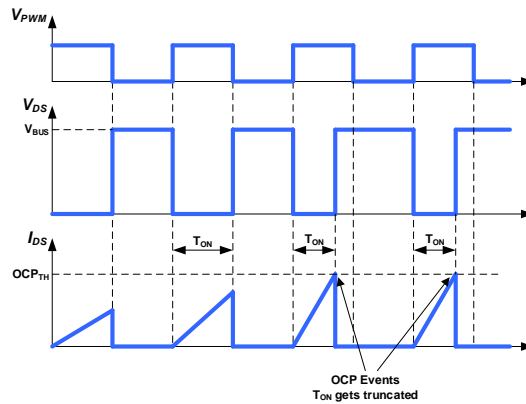 VPWM
VDS
VBUS
IDS
TON
TON
TON
OCPTH
OCP Events
TON gets truncated